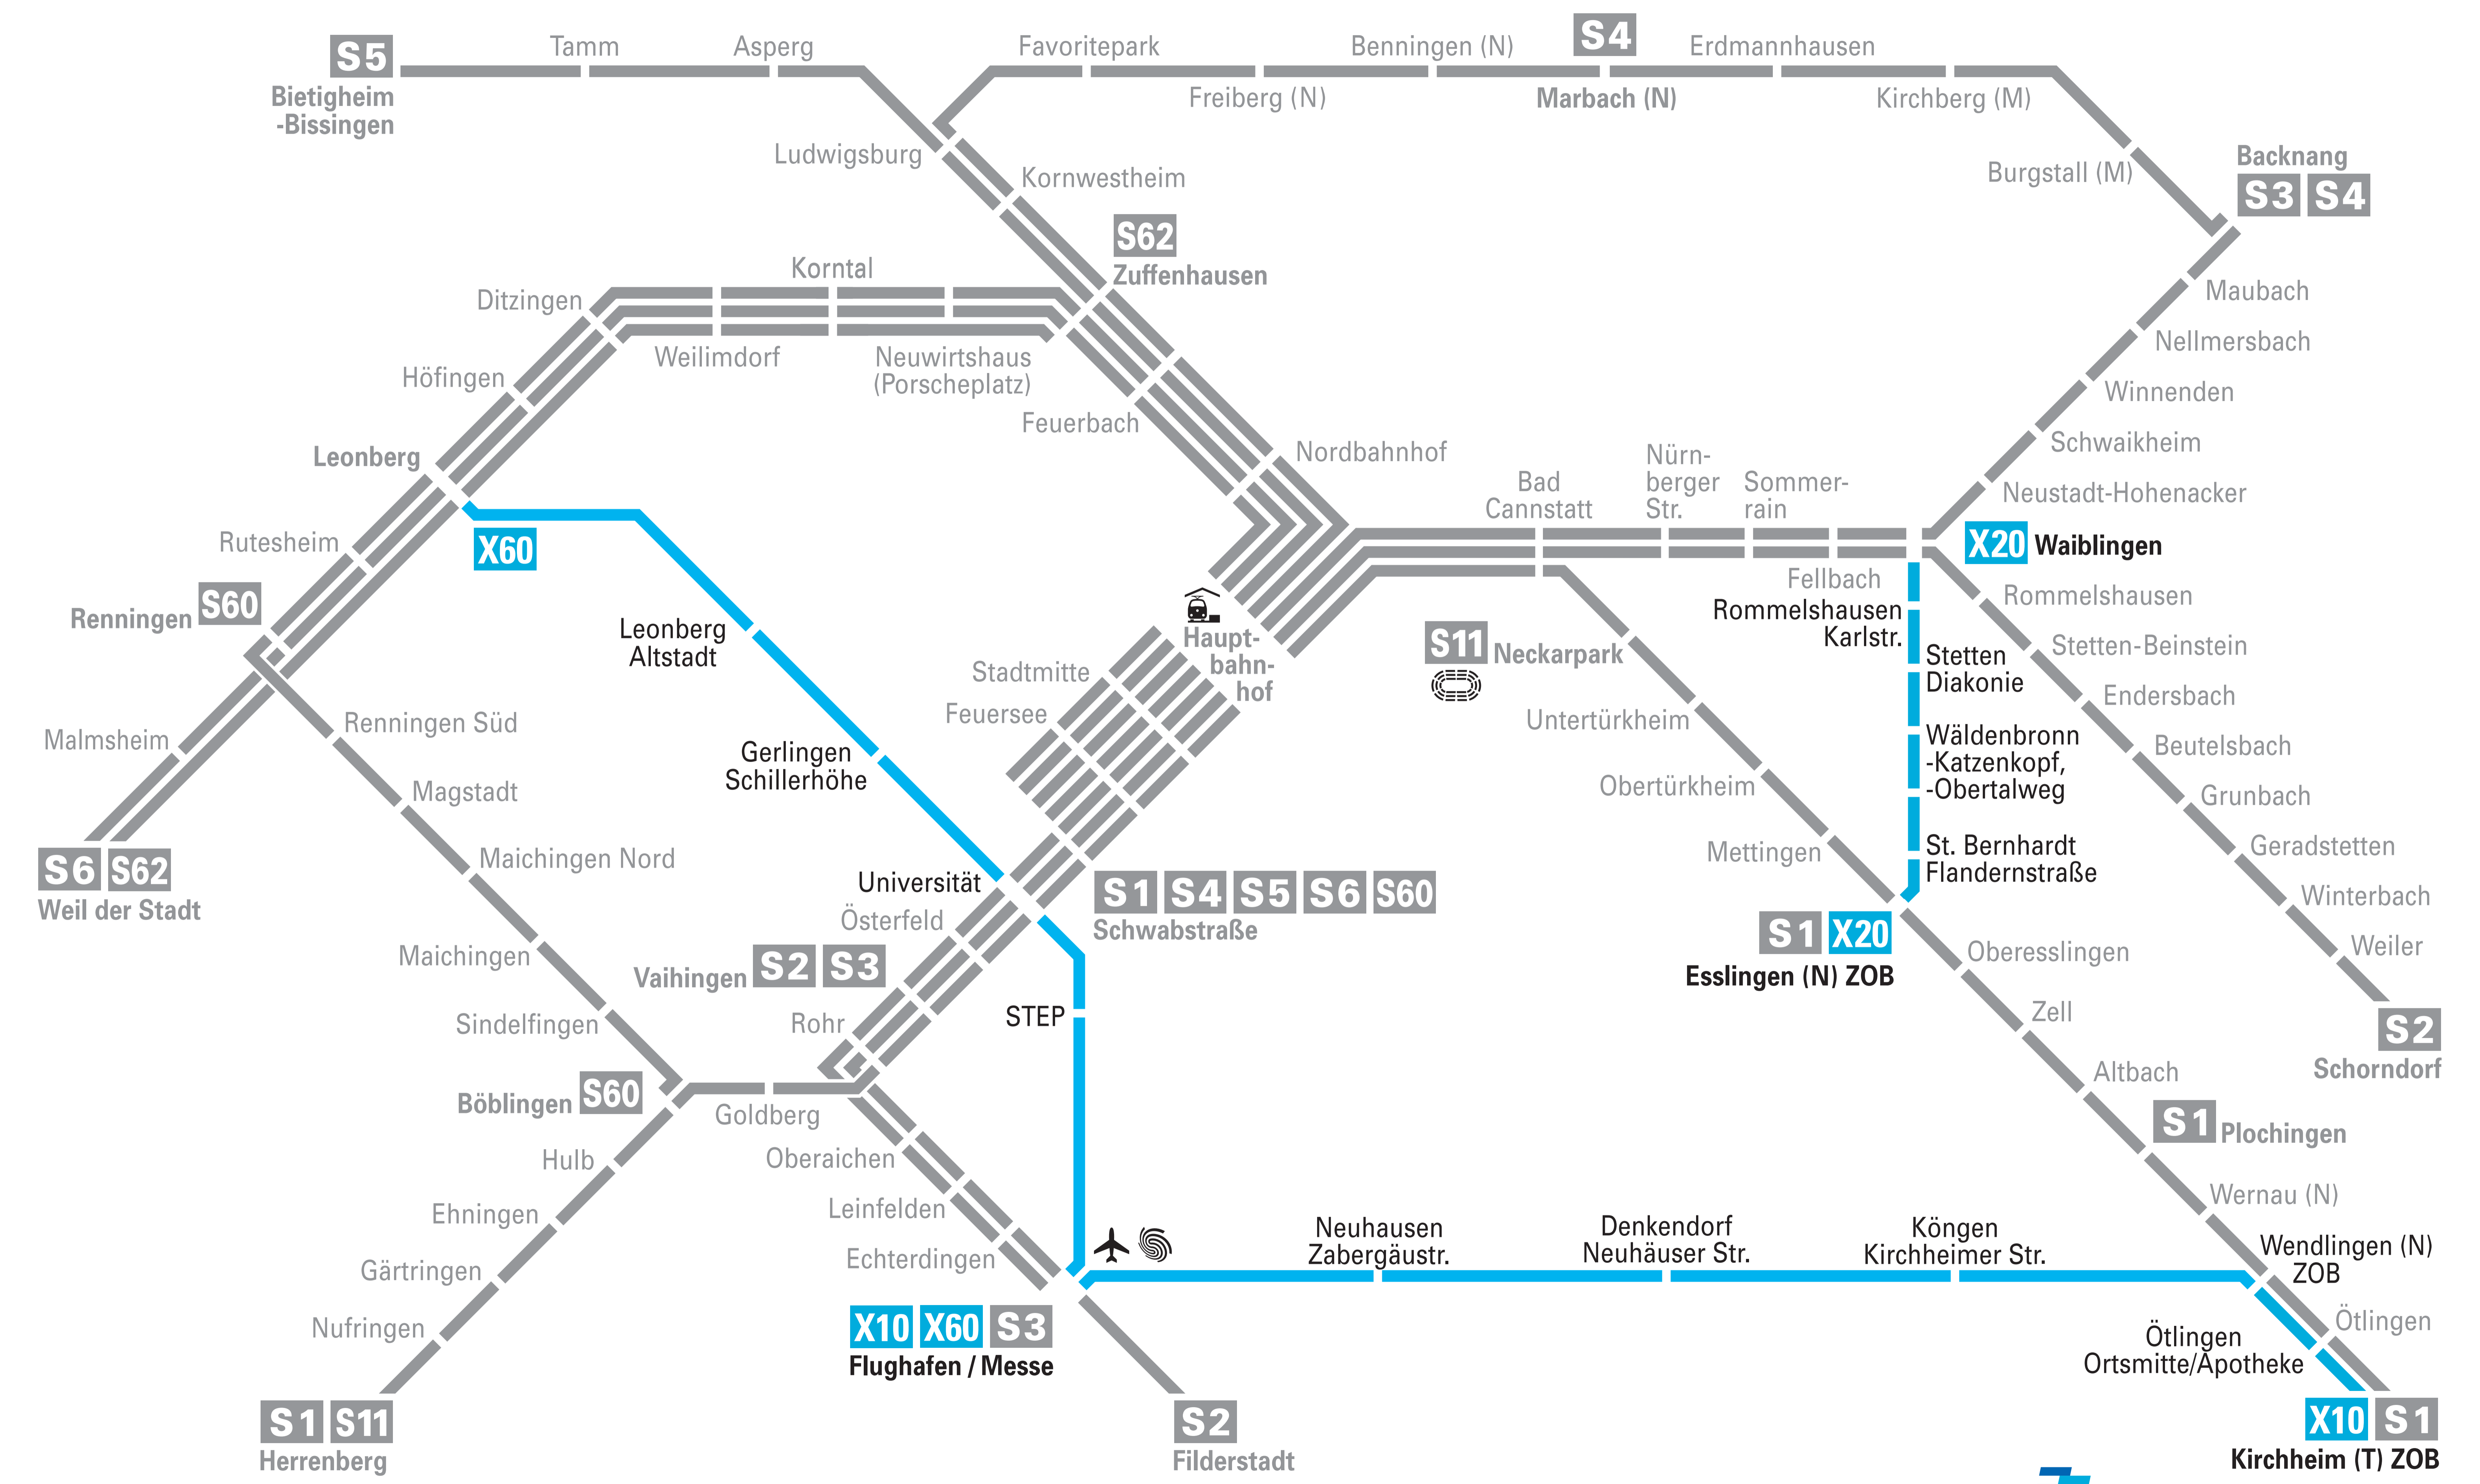 S5
Bietigheim
-Bissingen
Tamm
Asperg
Favoritepark
Freiberg (N)
Benningen (N)
S4
Marbach (N)
Erdmannhausen
Kirchberg (M)
Burgstall (M)
Backnang
S3 S4
Ludwigsburg
Kornwestheim
S62
Zuffenhausen
Korntal
Ditzingen
Weilimdorf
Neuwirtshaus
(Porscheplatz)
Höfingen
Feuerbach
Leonberg
Nordbahnhof
X60
Rutesheim
Renningen S60
Leonberg
Altstadt
Malmsheim
Renningen Süd
Gerlingen
Schillerhöhe
Magstadt
S6 S62
Weil der Stadt
Maichingen Nord
Maichingen
Sindelfingen
Böblingen S60
Hulb
Ehningen
Gärtringen
Nufringen
S1 S11
Herrenberg
Haupt-
bahn-
hof
Stadtmitte
Feuersee
Universität
Österfeld
S1 S4 S5 S6 S60
Schwabstraße
Vaihingen S2 S3
Rohr
STEP
Goldberg
Oberaichen
Leinfelden
Echterdingen
X10 X60 S3
Flughafen / Messe
S2
Filderstadt
Bad
Cannstatt
Nürn-
berger
Str.
Sommer-
rain
Fellbach
X20 Waiblingen
Maubach
Nellmersbach
Winnenden
Schwaikheim
Neustadt-Hohenacker
Rommelshausen
Stetten-Beinstein
Endersbach
Beutelsbach
Grunbach
Geradstetten
Winterbach
Weiler
S2
Schorndorf
Rommelshausen
Karlstr.
Stetten
Diakonie
Wäldenbronn
-Katzenkopf,
-Obertalweg
St. Bernhardt
Flandernstraße
S11 Neckarpark
Untertürkheim
Obertürkheim
Mettingen
S1 X20
Esslingen (N) ZOB
Oberesslingen
Zell
Altbach
S1 Plochingen
Wernau (N)
Neuhausen
Zabergäustr.
Denkendorf
Neuhäuser Str.
Köngen
Kirchheimer Str.
Wendlingen (N)
ZOB
Ötlingen
Ötlingen
Ortsmitte/Apotheke
X10 S1
Kirchheim (T) ZOB